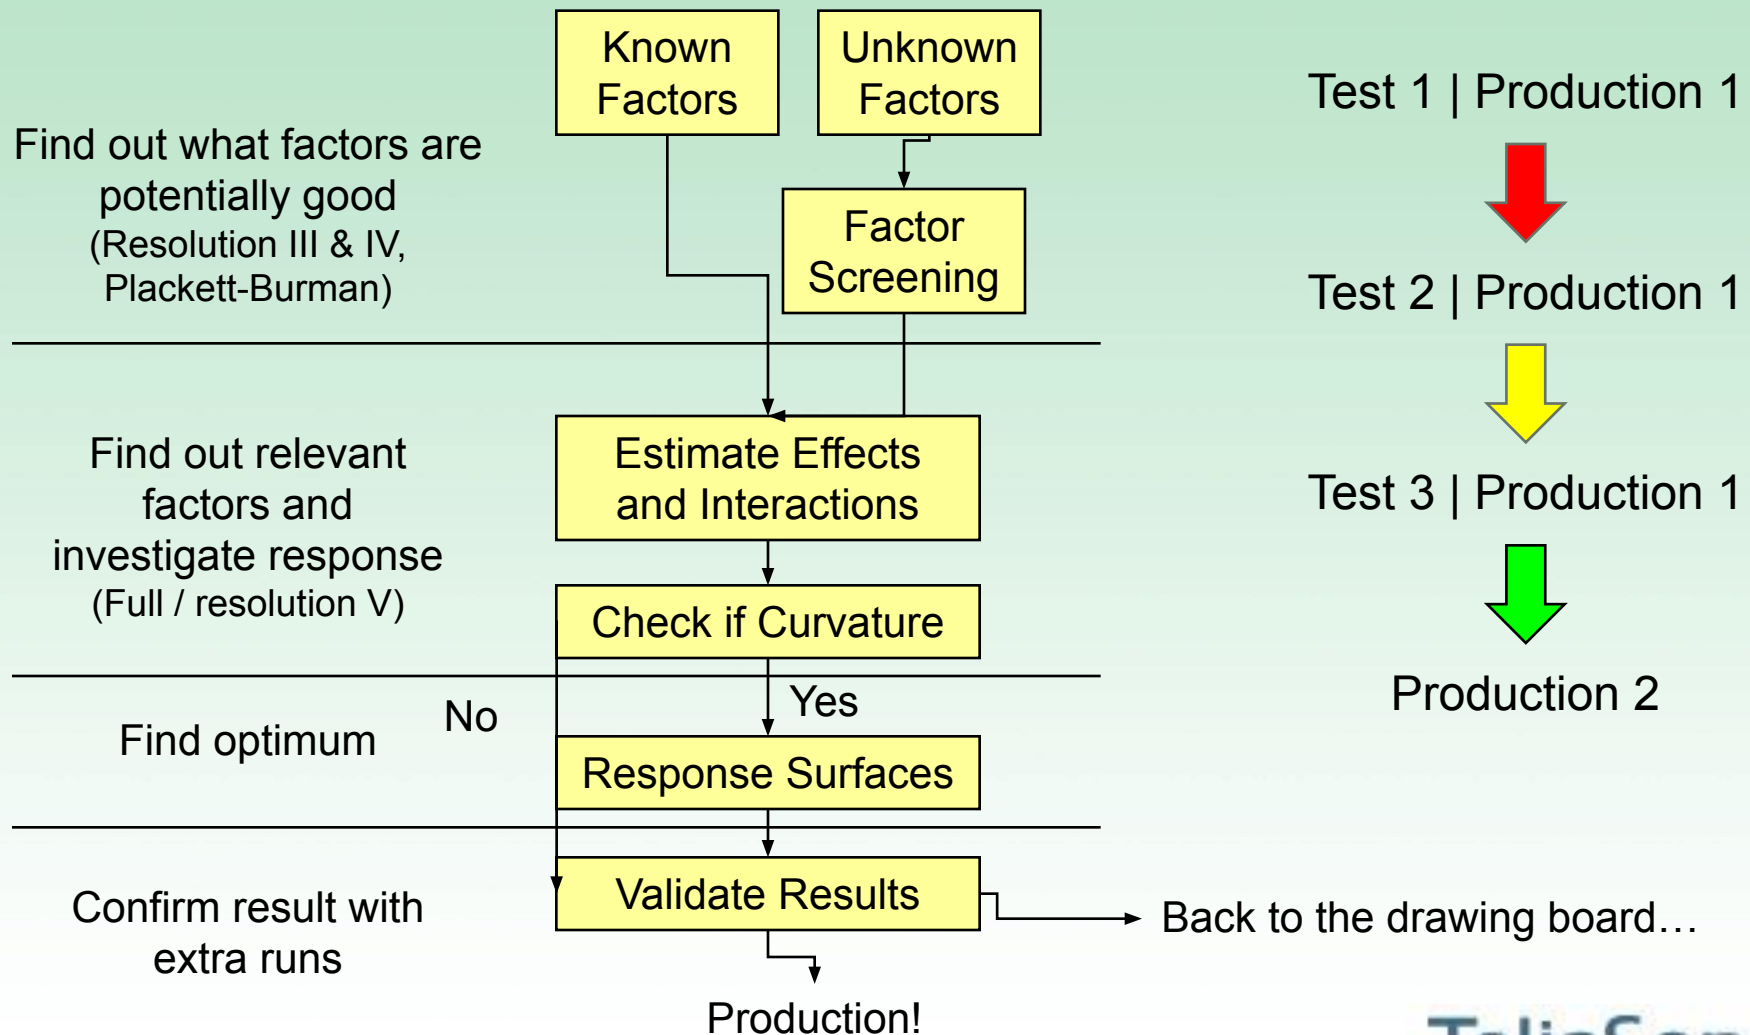 Known
Factors
Unknown
Factors
Test 1 | Production 1
Find out what factors are
potentially good
(Resolution III & IV,
Plackett-Burman)
Factor
Screening
Test 2 | Production 1
Find out relevant
factors and
investigate response
(Full / resolution V)
Estimate Effects
and Interactions
Test 3 | Production 1
Check if Curvature
Production 2
Find optimum
No
Yes
Response Surfaces
Confirm result with
extra runs
Validate Results
Back to the drawing board…
Production!